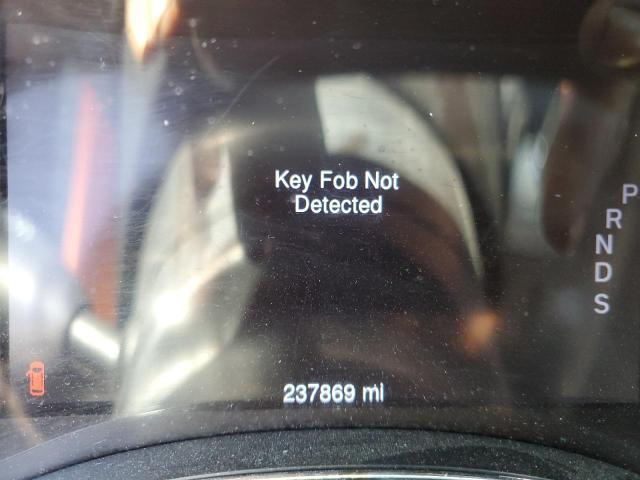 Key Fob Not
Detected
P
R
N
D
S
237869 mi